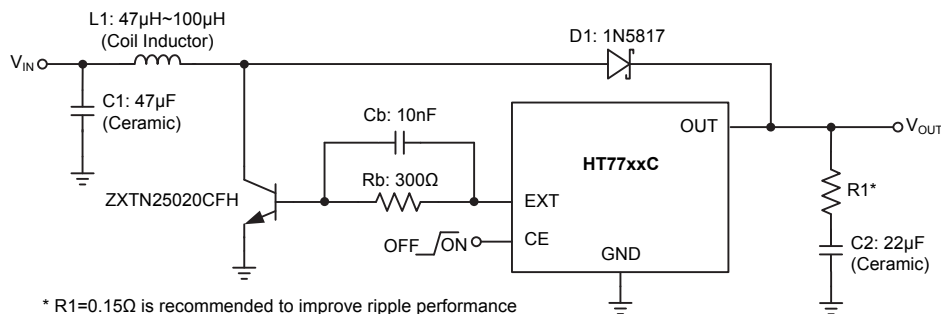 L1: 47µH~100µH
(Coil Inductor)
D1: 1N5817
VIN
C1: 47µF
(Ceramic)
Cb: 10nF
OUT
VOUT
HT77xxC
Rb: 300Ω
R1*
ZXTN25020CFH
EXT
OFF ON
CE
GND
C2: 22µF
(Ceramic)
* R1=0.15Ω is recommended to improve ripple performance